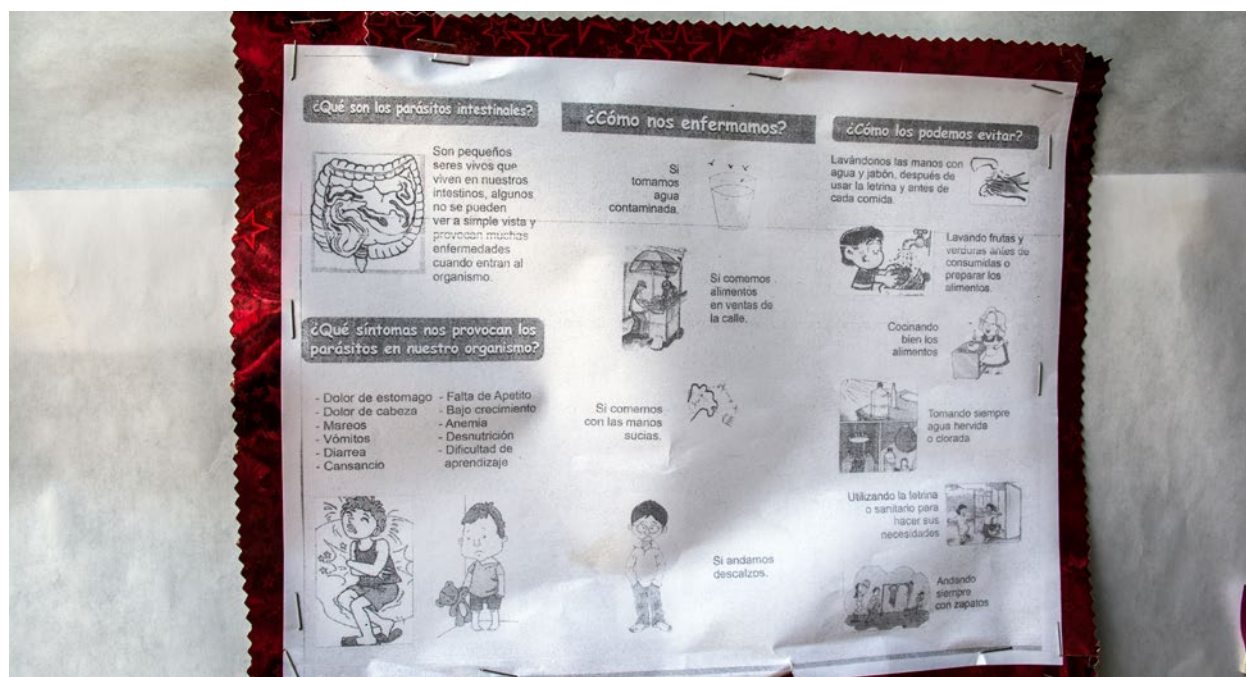 ¿Qué son los parásitos intestinales?
Son pequeños
seres vivos que
viven en nuestros
intestinos, algunos
no se pueden
ver a simple vista y
provocan muchas
enfermedades
cuando entran al
organismo.
¿Qué síntomas nos provocan los
parásitos en nuestro organismo?
- Dolor de estomago
- Dolor de cabeza
- Mareos
- Vómitos
- Diarrea
- Cansancio
- Falta de Apetito
- Bajo crecimiento
- Anemia
- Desnutrición
- Dificultad de
aprendizaje
¿Cómo nos enfermamos?
Si
tomamos
agua
contaminada.
Si comemos
alimentos
en ventas de
la calle.
Si comemos
con las manos
sucias.
Si andamos
descalzos.
¿Cómo los podemos evitar?
Lavándonos las manos con
agua y jabón, después de
usar la letrina y antes de
cada comida.
Lavando frutas y
verduras antes de
consumidas o
preparar los
alimentos.
Cocinando
bien los
alimentos
Tomando siempre
agua hervida
o clorada
Utilizando la letrina
o sanitario para
hacer sus
necesidades
Andando
siempre
con zapatos